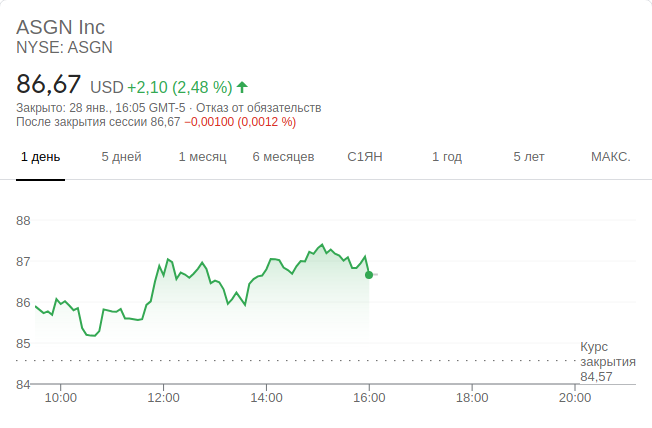 ASGN Inc
NYSE: ASGN
86,67 USD +2,10 (2,48 %)
Закрыто: 28 янв., 16:05 GMT-5 · Отказ от обязательств
После закрытия сессии 86,67 −0,00100 (0,0012 %)
1 день 5 дней 1 месяц 6 месяцев С1ЯН 1 год 5 лет МАКС.
88
87
86
85
84
Курс
закрытия
84,57
10:00 12:00 14:00 16:00 18:00 20:00